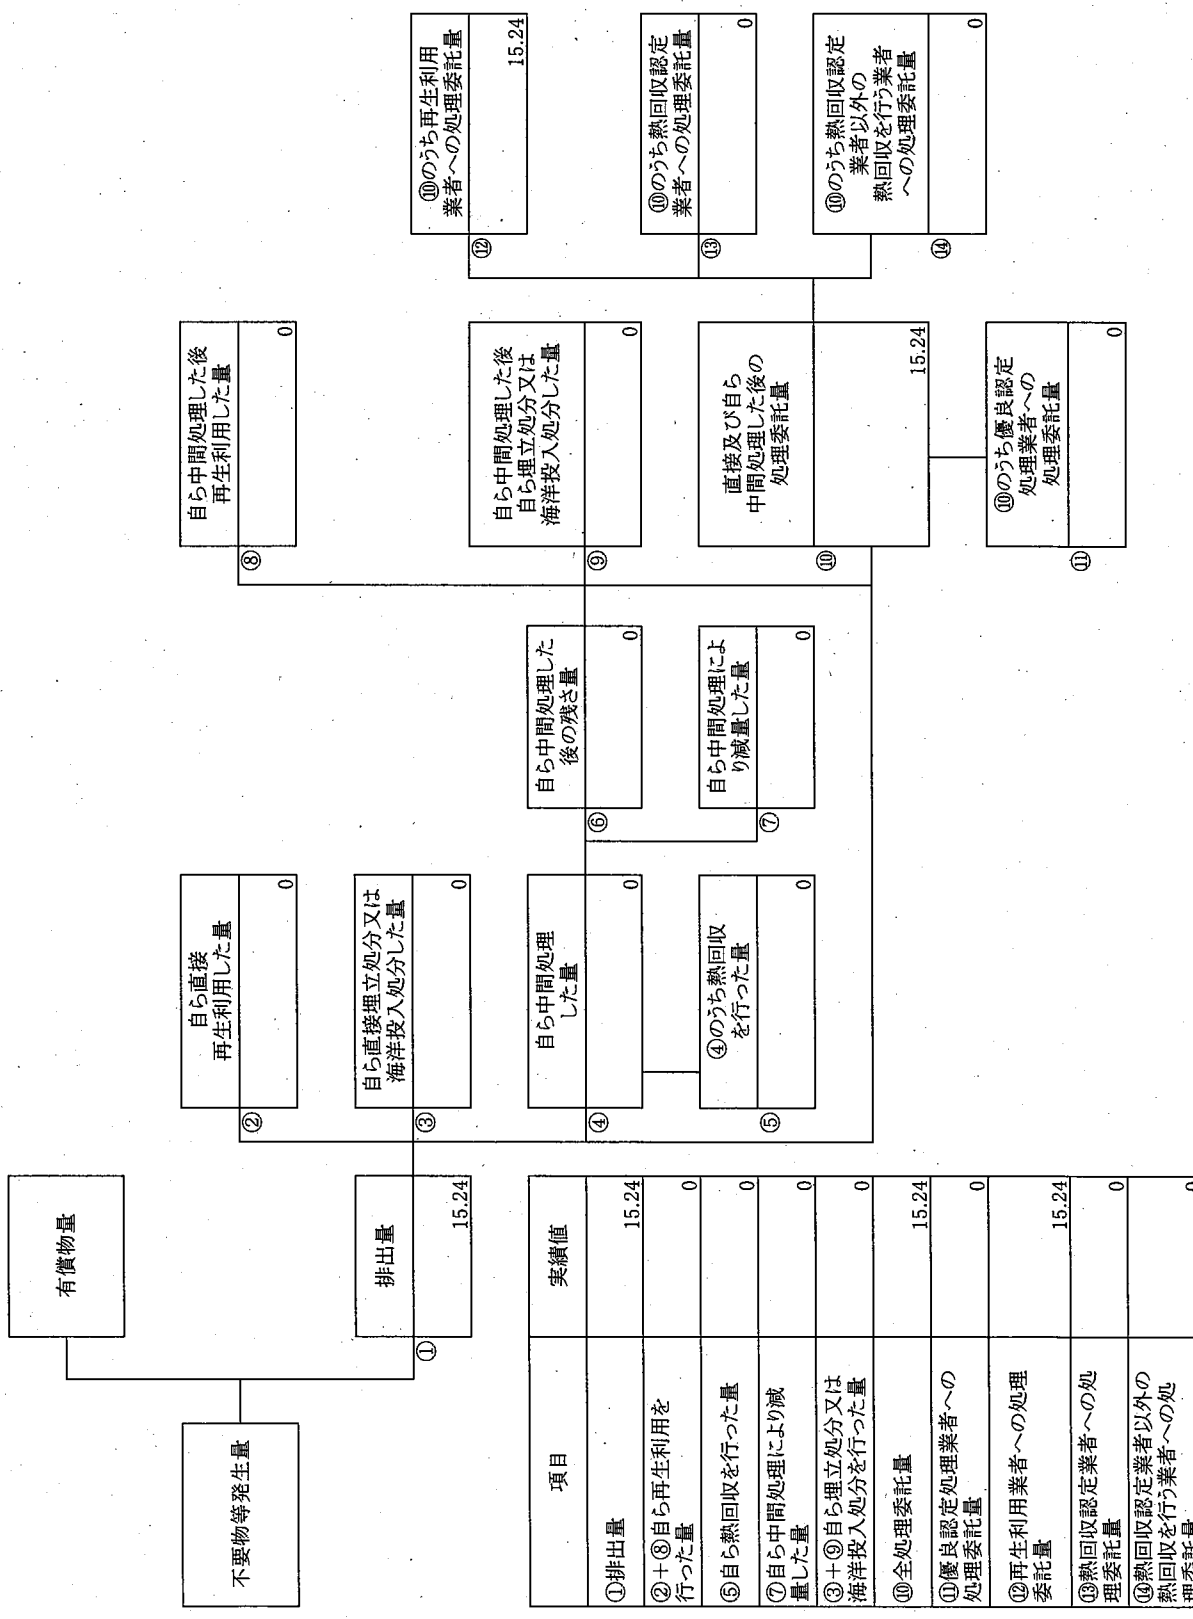 不要物等発生量
有償物量
排出量
①
15.24
自ら直接
再生利用した量
②
0
自ら直接埋立処分又は
海洋投入処分した量
③
0
自ら中間処理
した量
④
0
④のうち熱回収
を行った量
⑤
0
自ら中間処理した
後の残さ量
⑥
0
自ら中間処理によ
り減量した量
⑦
0
自ら中間処理した後
再生利用した量
⑧
0
自ら中間処理した後
自ら埋立処分又は
海洋投入処分した量
⑨
0
直接及び自ら
中間処理した後の
処理委託量
⑩
15.24
⑩のうち優良認定
処理業者への
処理委託量
⑪
0
⑩のうち再生利用
業者への処理委託量
⑫
15.24
⑩のうち熱回収認定
業者への処理委託量
⑬
0
⑩のうち熱回収認定
業者以外の
熱回収を行う業者
への処理委託量
⑭
0
項目 実績値
①排出量 15.24
②+⑧自ら再生利用を
行った量 0
⑤自ら熱回収を行った量 0
⑦自ら中間処理により減
量した量 0
③+⑨自ら埋立処分又は
海洋投入処分を行った量 0
⑩全処理委託量 15.24
⑪優良認定処理業者への
処理委託量 0
⑫再生利用業者への処理
委託量 15.24
⑬熱回収認定業者への処
理委託量 0
⑭熱回収認定業者以外の
熱回収を行う業者への処
理委託量 0